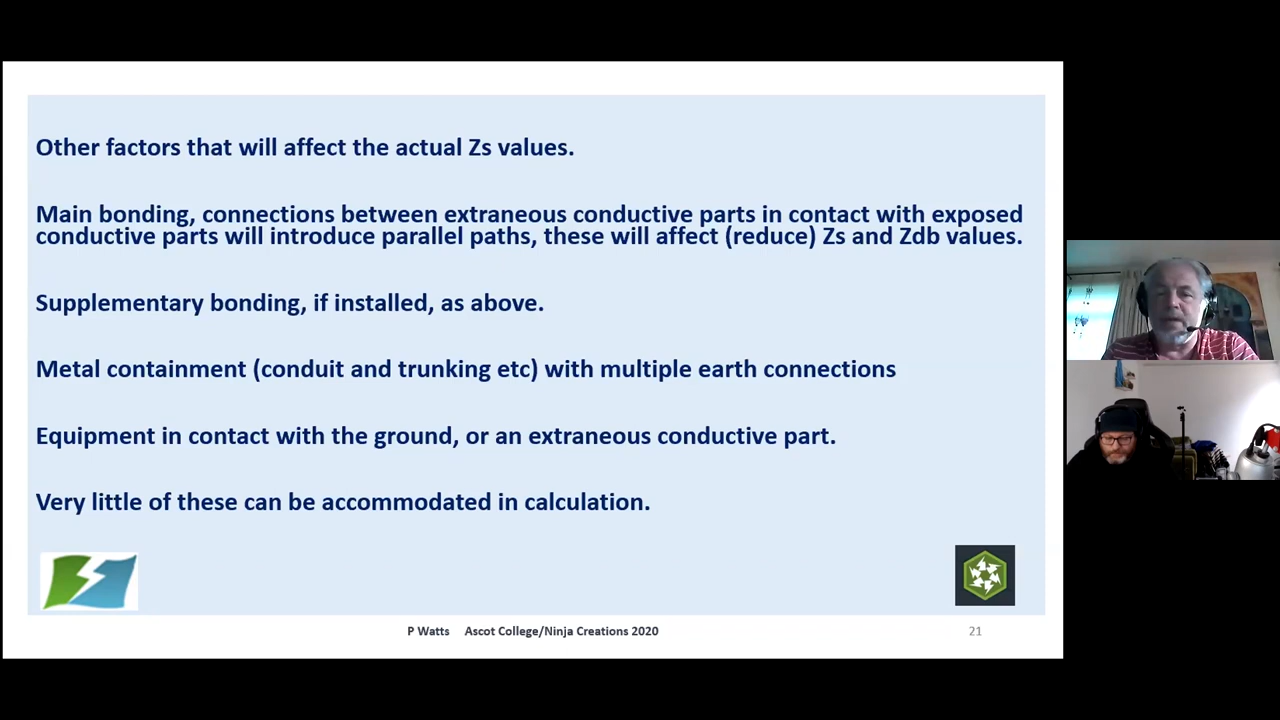 Other factors that will affect the actual Zs values.
Main bonding, connections between extraneous conductive parts in contact with exposed
conductive parts will introduce parallel paths, these will affect (reduce) Zs and Zdb values.
Supplementary bonding, if installed, as above.
Metal containment (conduit and trunking etc) with multiple earth connections
Equipment in contact with the ground, or an extraneous conductive part.
Very little of these can be accommodated in calculation.
P Watts Ascot College/Ninja Creations 2020
21